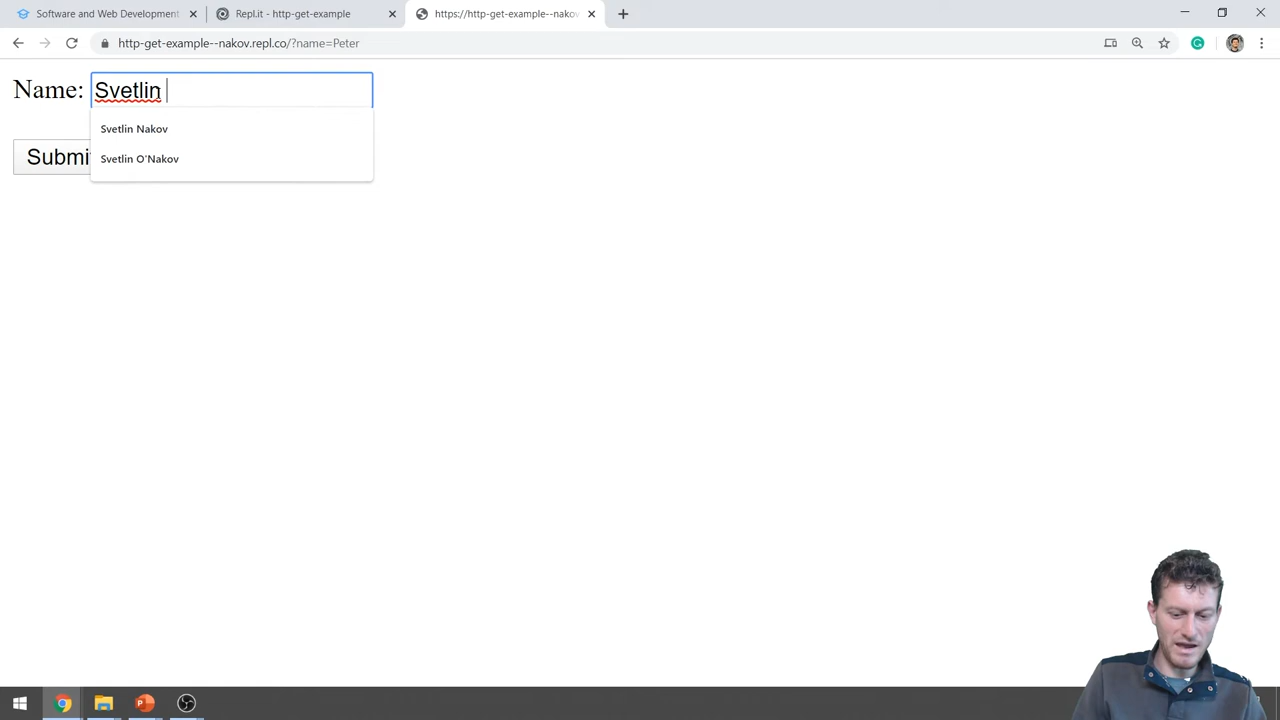 Software and Web Development
Repl.it - http-get-example
https://http-get-example--nakov
http-get-example--nakov.repl.co/?name=Peter
Name: Svetlin
Svetlin Nakov
Submi
Svetlin O'Nakov